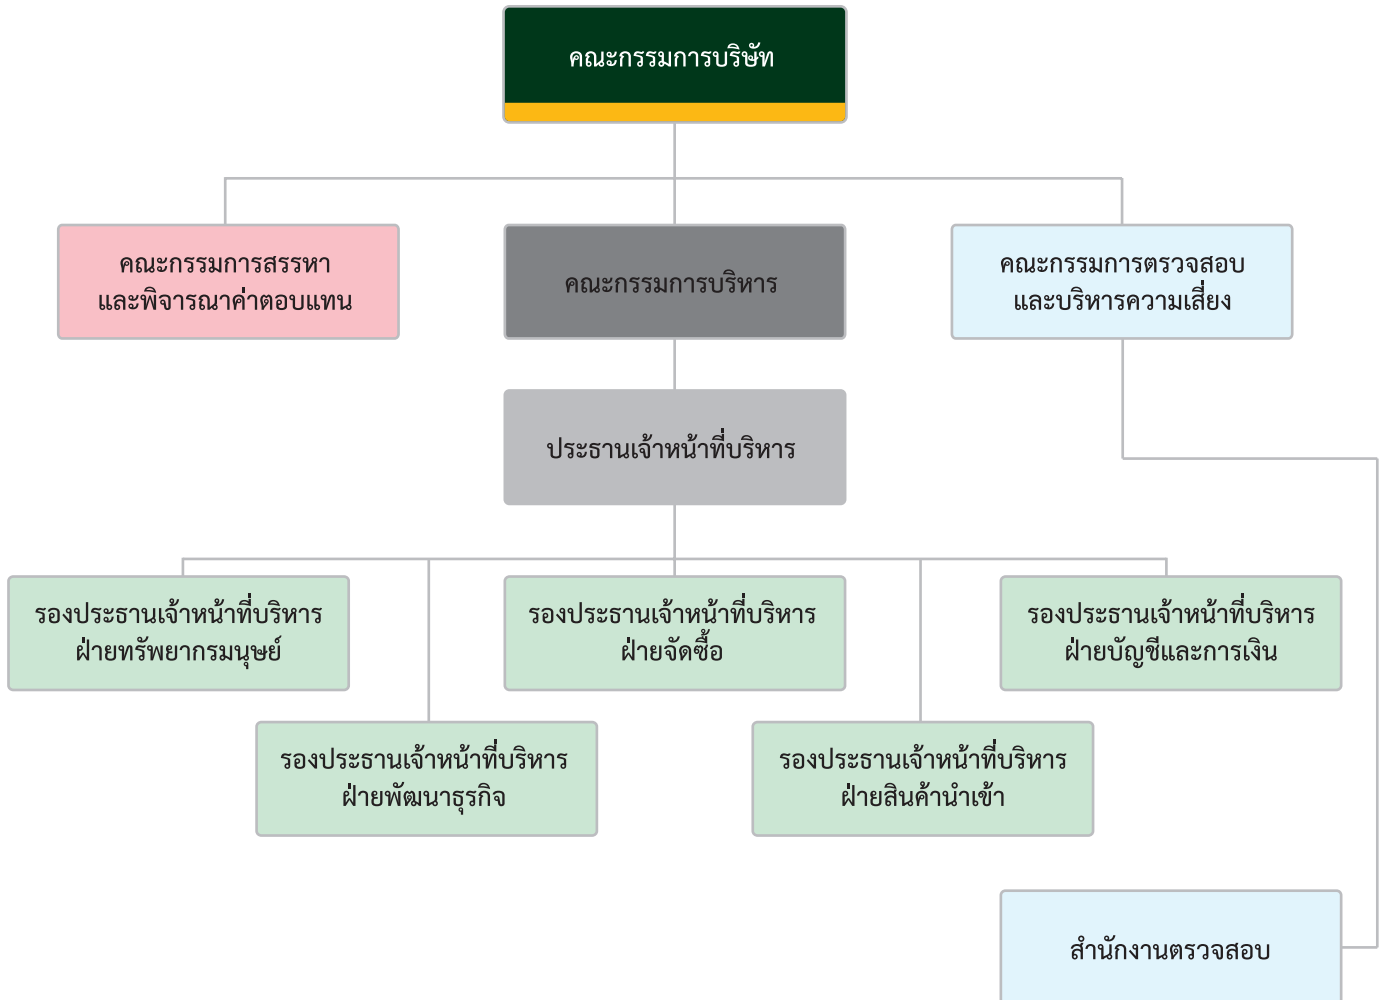 คณะกรรมการบริษัท
คณะกรรมการสรรหา
และพิจารณาค่าตอบแทน
คณะกรรมการบริหาร
คณะกรรมการตรวจสอบ
และบริหารความเสี่ยง
ประธานเจ้าหน้าที่บริหาร
รองประธานเจ้าหน้าที่บริหาร
ฝ่ายทรัพยากรมนุษย์
รองประธานเจ้าหน้าที่บริหาร
ฝ่ายจัดซื้อ
รองประธานเจ้าหน้าที่บริหาร
ฝ่ายบัญชีและการเงิน
รองประธานเจ้าหน้าที่บริหาร
ฝ่ายพัฒนาธุรกิจ
รองประธานเจ้าหน้าที่บริหาร
ฝ่ายสินค้านำเข้า
สำนักงานตรวจสอบ